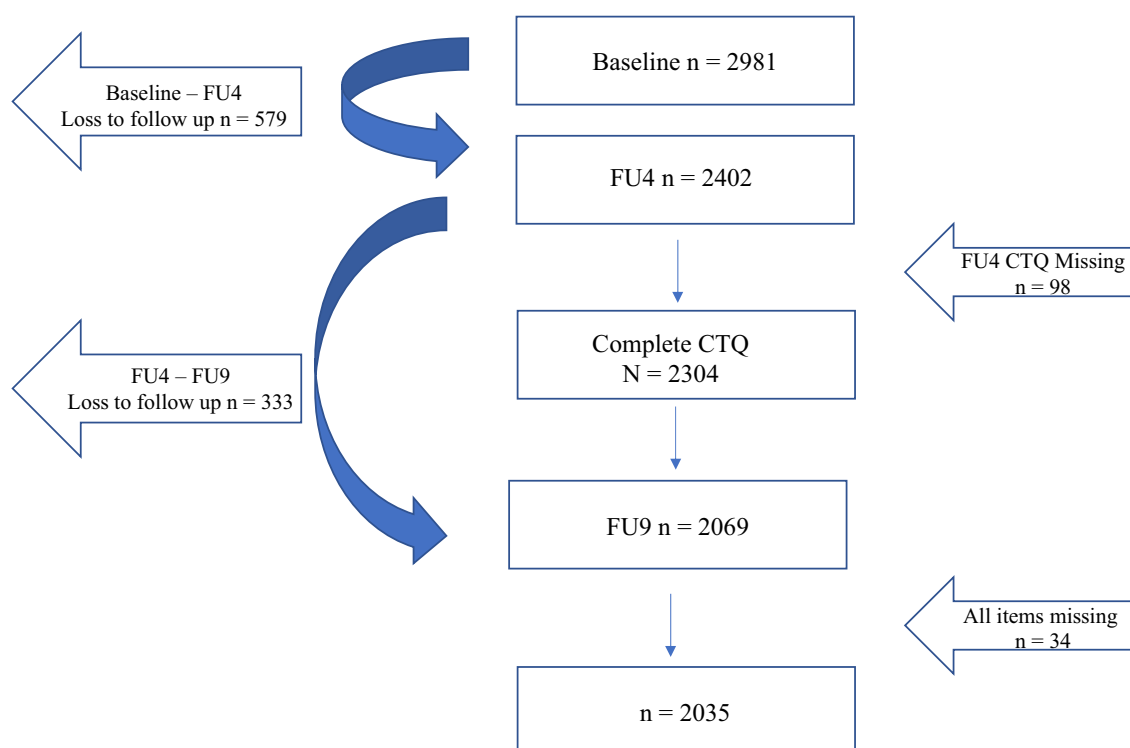 Baseline n = 2981
Baseline – FU4
Loss to follow up n = 579
FU4 n = 2402
FU4 CTQ Missing
n = 98
Complete CTQ
N = 2304
FU4 – FU9
Loss to follow up n = 333
FU9 n = 2069
All items missing
n = 34
n = 2035